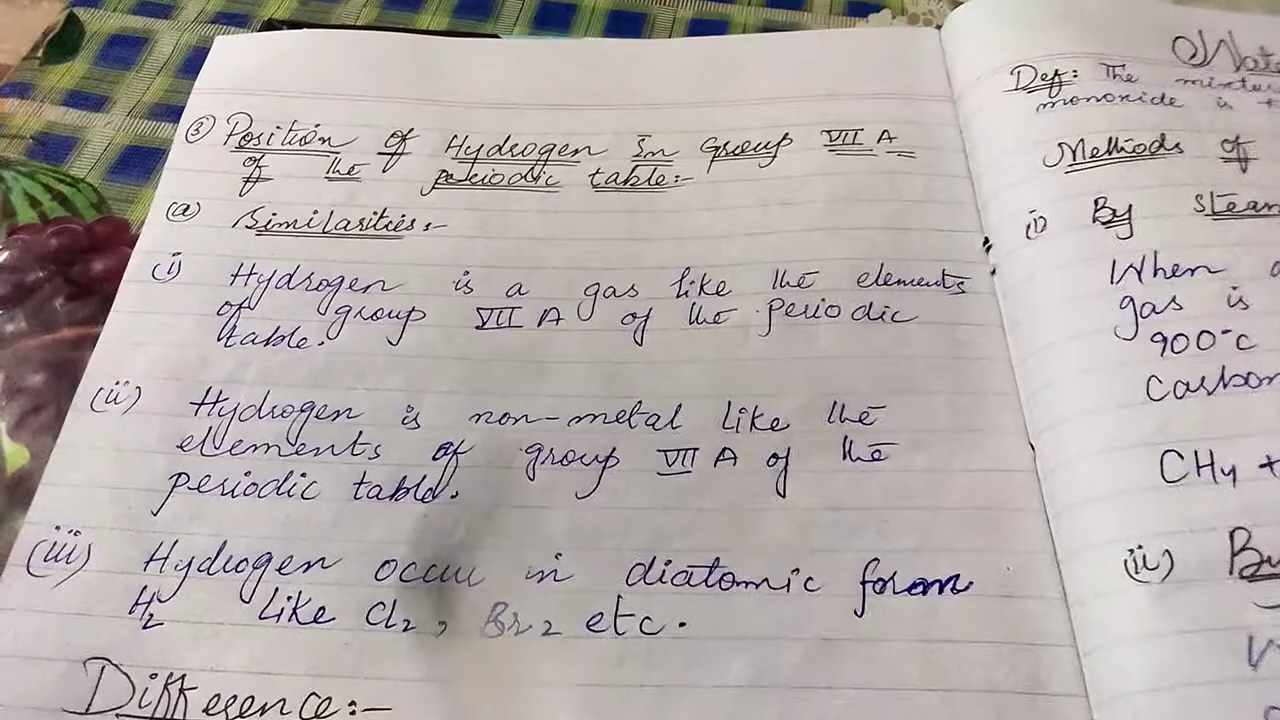 ③ Position of Hydrogen In Group VII A
of the periodic table:-
(a) Similarities:-
(i) Hydrogen is a gas like the elements
of group VII A of the periodic
table.
(ii) Hydrogen is non-metal like the
elements of group VII A of the
periodic table.
(iii) Hydrogen occur in diatomic form
H₂ like Cl₂, Br₂ etc.
Difference:-
Def: The
monoxide is
Methods of
(i) By
When
gas is
900°c
CH₄ +
(ii)